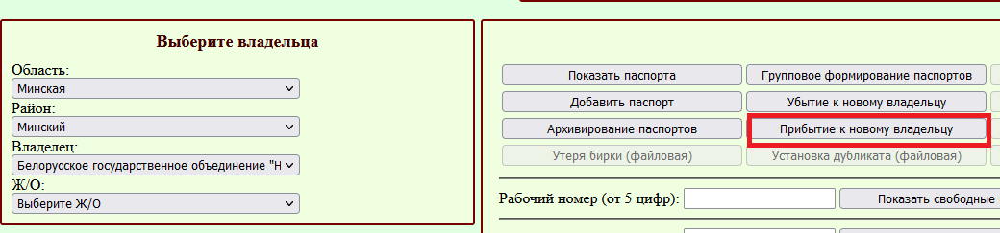 Выберите владельца
Область:
Минская
Район:
Минский
Владелец:
Белорусское государственное объединение "Н
Ж/О:
Выберите Ж/О
Показать паспорта
Групповое формирование паспортов
Добавить паспорт
Убытие к новому владельцу
Архивирование паспортов
Прибытие к новому владельцу
Утеря бирки (файловая)
Установка дубликата (файловая)
Рабочий номер (от 5 цифр):
Показать свободные